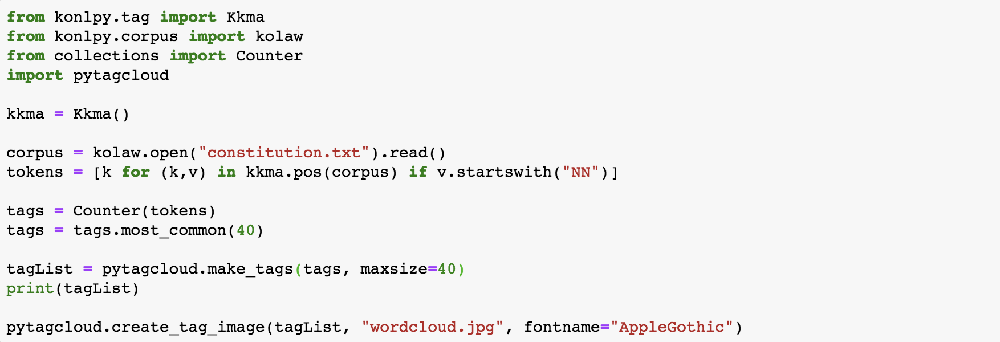 from konlpy.tag import Kkma
from konlpy.corpus import kolaw
from collections import Counter
import pytagcloud
kkma = Kkma()
corpus = kolaw.open("constitution.txt").read()
tokens = [k for (k,v) in kkma.pos(corpus) if v.startswith("NN")]
tags = Counter(tokens)
tags = tags.most_common(40)
tagList = pytagcloud.make_tags(tags, maxsize=40)
print(tagList)
pytagcloud.create_tag_image(tagList, "wordcloud.jpg", fontname="AppleGothic")